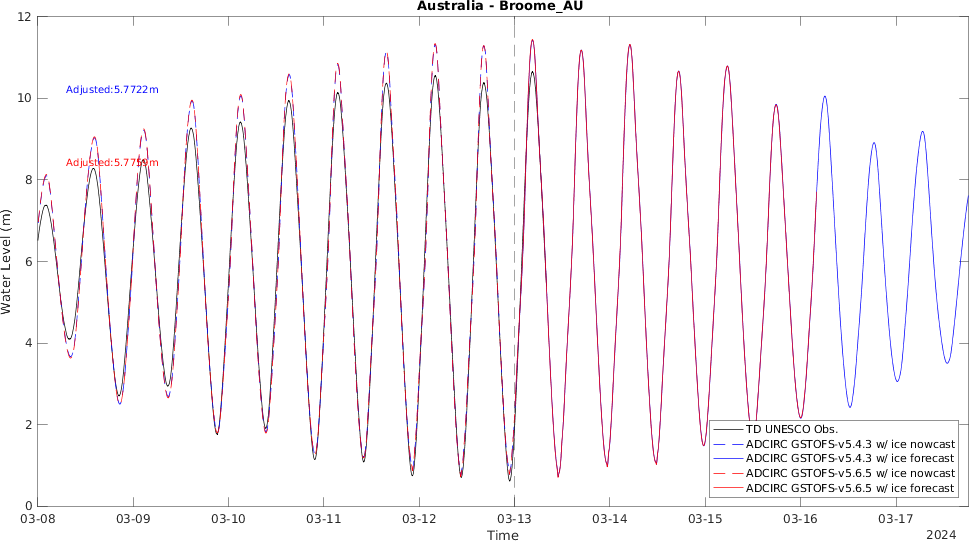 Australia - Broome_AU
Water Level (m)
12
10
8
6
4
2
0
Adjusted:5.7722m
Adjusted:5.7759m
TD UNESCO Obs.
ADCIRC GSTOFS-v5.4.3 w/ ice nowcast
ADCIRC GSTOFS-v5.4.3 w/ ice forecast
ADCIRC GSTOFS-v5.6.5 w/ ice nowcast
ADCIRC GSTOFS-v5.6.5 w/ ice forecast
03-08 03-09 03-10 03-11 03-12 03-13 03-14 03-15 03-16 03-17
Time
2024